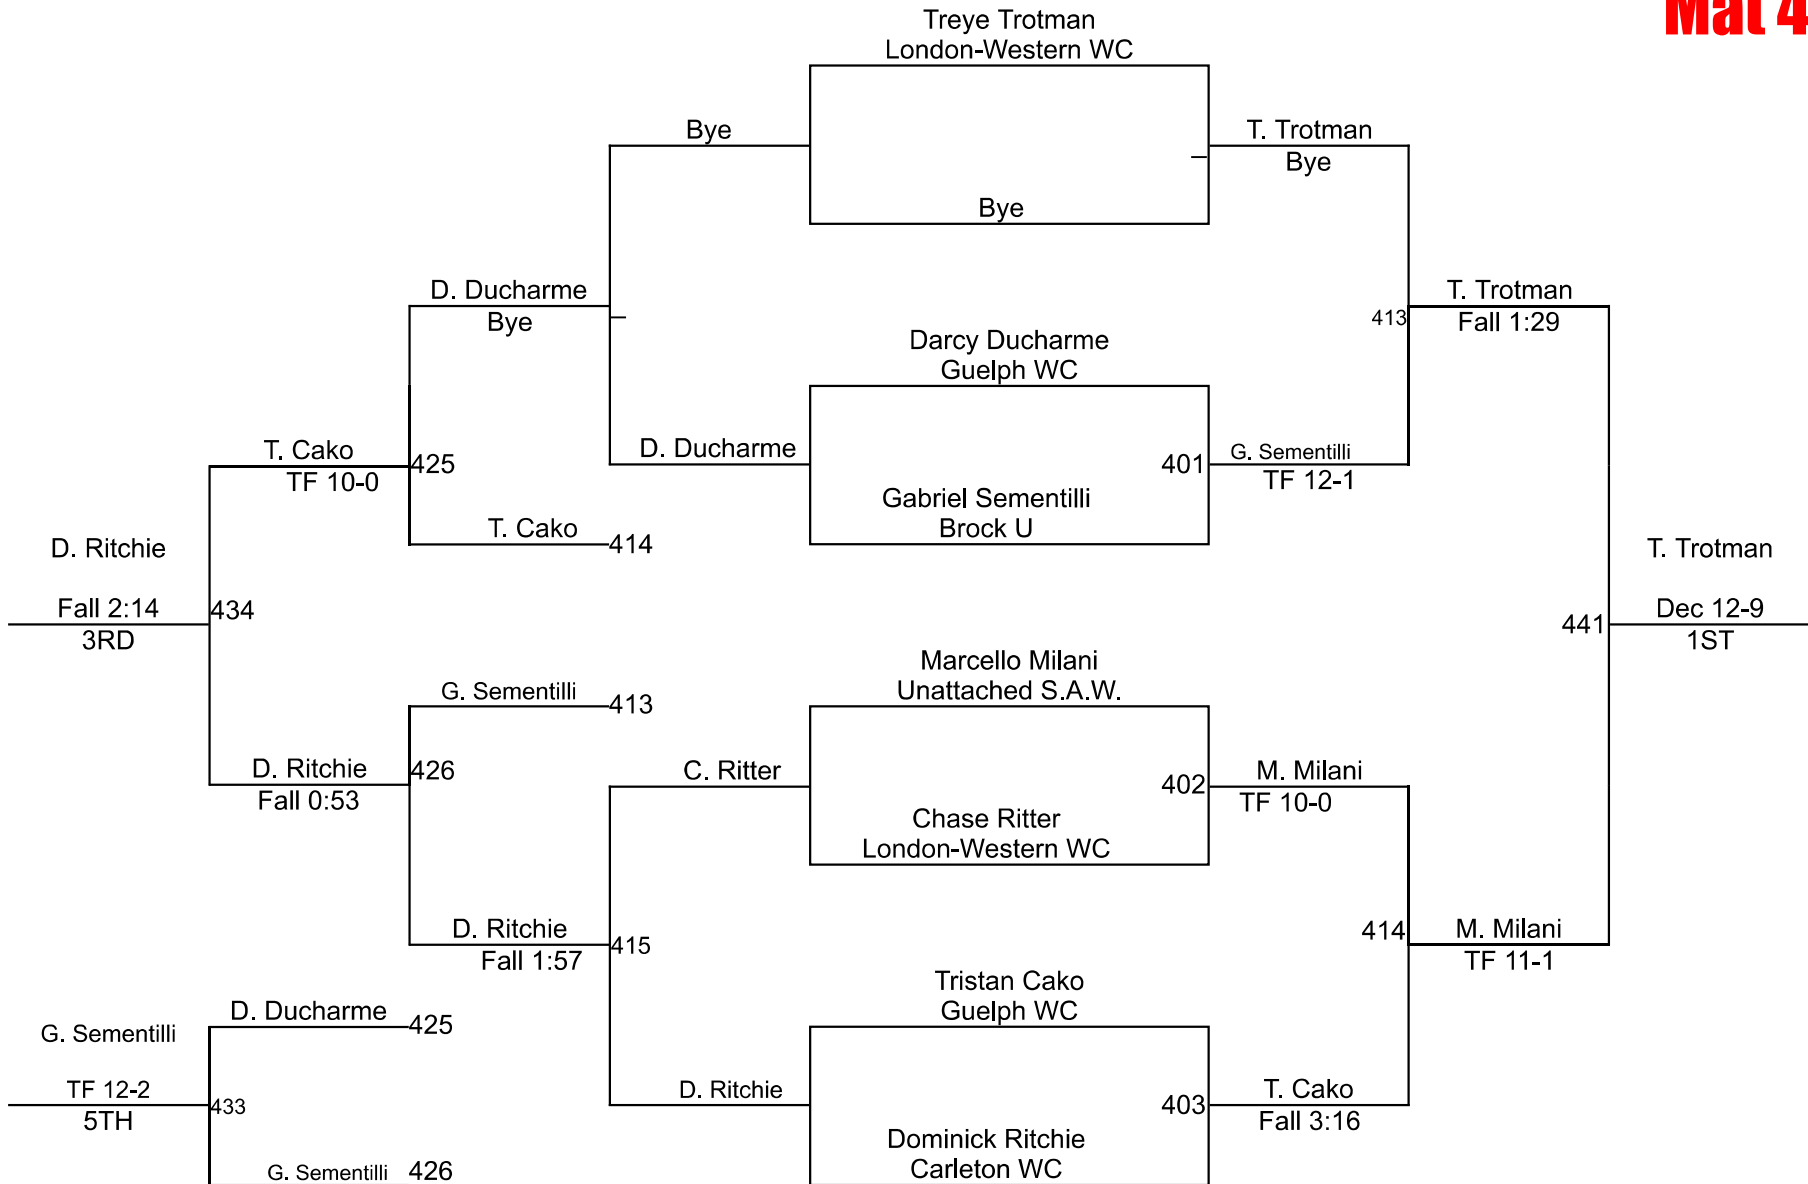 Mat 4
Treye Trotman
London-Western WC
Bye
T. Trotman
Bye
Bye
D. Ducharme
Bye
T. Trotman
413
Fall 1:29
Darcy Ducharme
Guelph WC
T. Cako
425
D. Ducharme
401
G. Sementilli
TF 10-0
TF 12-1
Gabriel Sementilli
Brock U
T. Cako
414
D. Ritchie
T. Trotman
Fall 2:14
434
3RD
441
Dec 12-9
1ST
Marcello Milani
Unattached S.A.W.
G. Sementilli
413
D. Ritchie
426
Fall 0:53
C. Ritter
402
M. Milani
TF 10-0
Chase Ritter
London-Western WC
D. Ritchie
415
Fall 1:57
414
M. Milani
TF 11-1
Tristan Cako
Guelph WC
D. Ducharme
425
G. Sementilli
TF 12-2
433
5TH
D. Ritchie
403
T. Cako
Fall 3:16
Dominick Ritchie
Carleton WC
G. Sementilli
426